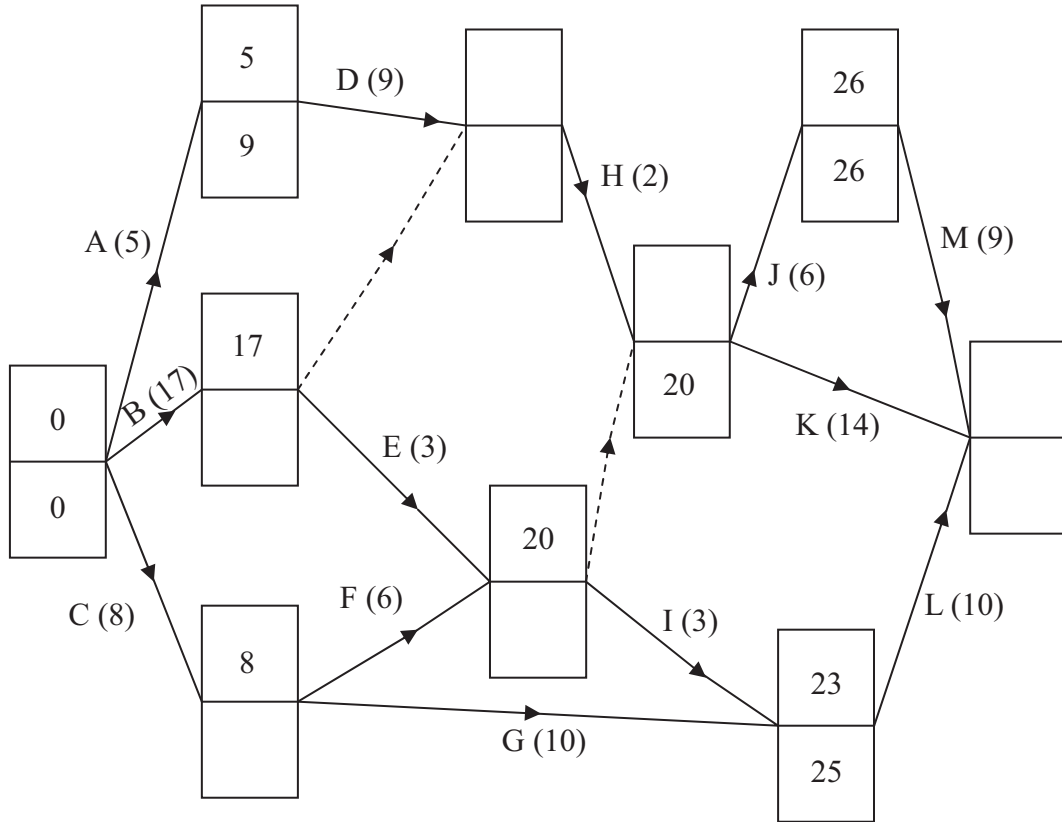 5
9
D (9)
26
26
H (2)
A (5)
M (9)
J (6)
17
20
0
0
B (17)
K (14)
E (3)
20
F (6)
C (8)
I (3)
L (10)
8
23
25
G (10)